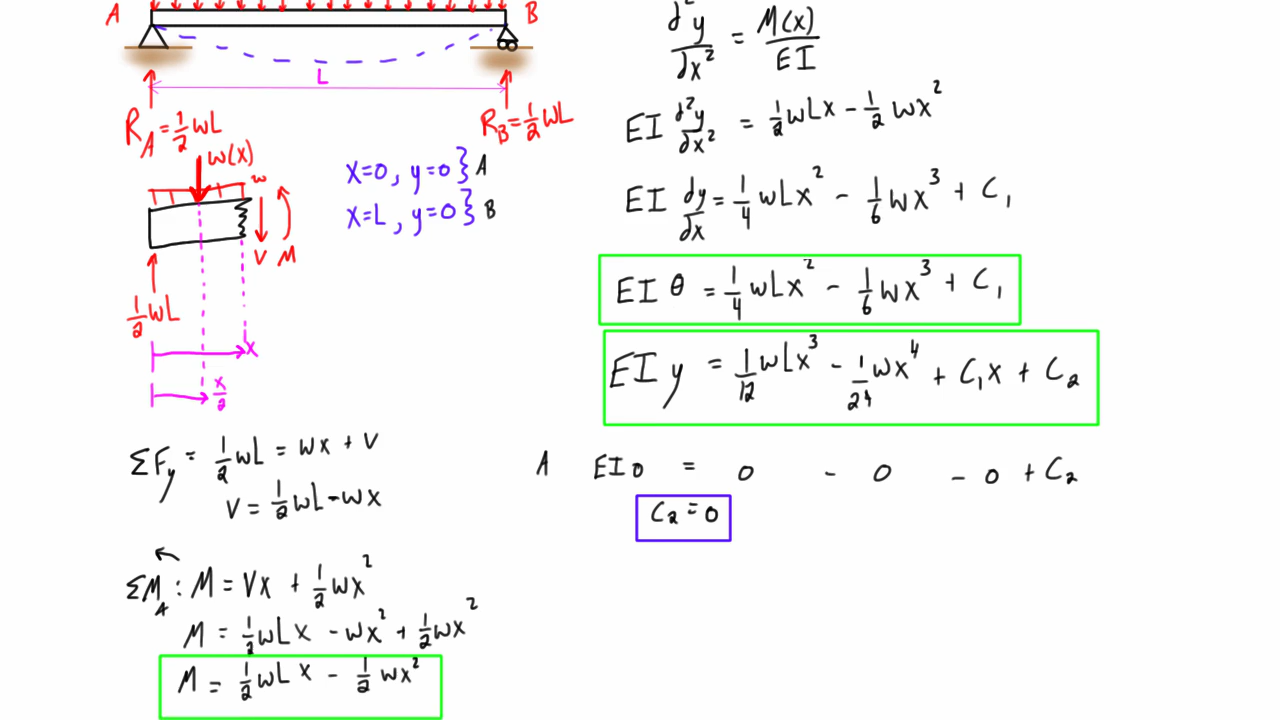 A B
L
R_A = 1/2 wL
R_B = 1/2 wL
w(x)
w
V M
1/2 wL
x
x/2
x=0, y=0} A
x=L, y=0} B
ΣF_y = 1/2 wL = wx + V
V = 1/2 wL - wx
ΣM_A : M = Vx + 1/2 wx²
M = 1/2 wLx - wx² + 1/2 wx²
M = 1/2 wLx - 1/2 wx²
d²y/dx² = M(x)/EI
EI d²y/dx² = 1/2 wLx - 1/2 wx²
EI dy/dx = 1/4 wLx² - 1/6 wx³ + C₁
EI θ = 1/4 wLx² - 1/6 wx³ + C₁
EI y = 1/12 wLx³ - 1/24 wx⁴ + C₁x + C₂
A EI0 = 0 - 0 - 0 + C₂
C₂ = 0